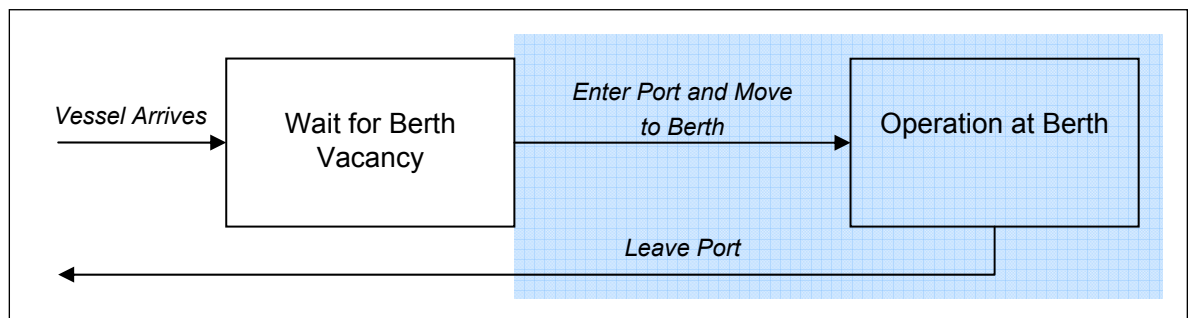 Vessel Arrives
Wait for Berth
Vacancy
Enter Port and Move
to Berth
Operation at Berth
Leave Port